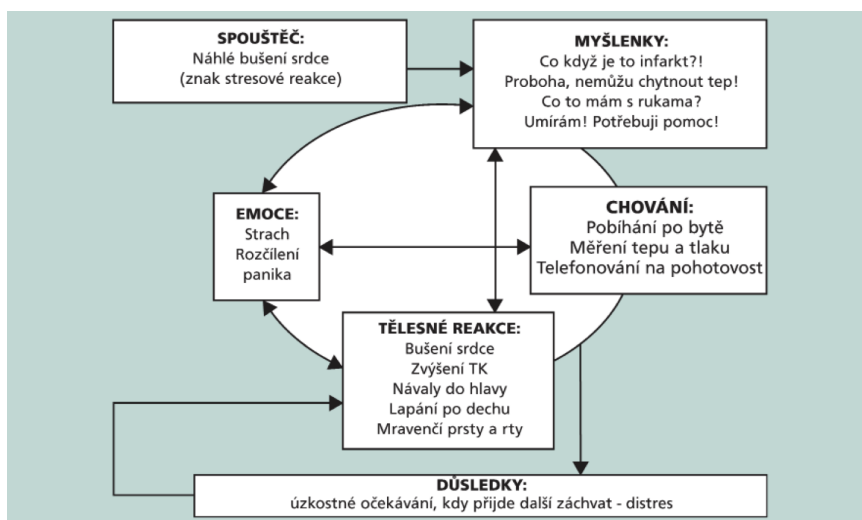 SPOUŠTĚČ:
Náhlé bušení srdce
(znak stresové reakce)
MYŠLENKY:
Co když je to infarkt?!
Proboha, nemůžu chytnout tep!
Co to mám s rukama?
Umírám! Potřebuji pomoc!
EMOCE:
Strach
Rozčílení
panika
CHOVÁNÍ:
Pobíhání po bytě
Měření tepu a tlaku
Telefonování na pohotovost
TĚLESNÉ REAKCE:
Bušení srdce
Zvýšení TK
Návaly do hlavy
Lapání po dechu
Mravenčí prsty a rty
DŮSLEDKY:
úzkostné očekávání, kdy přijde další záchvat - distres